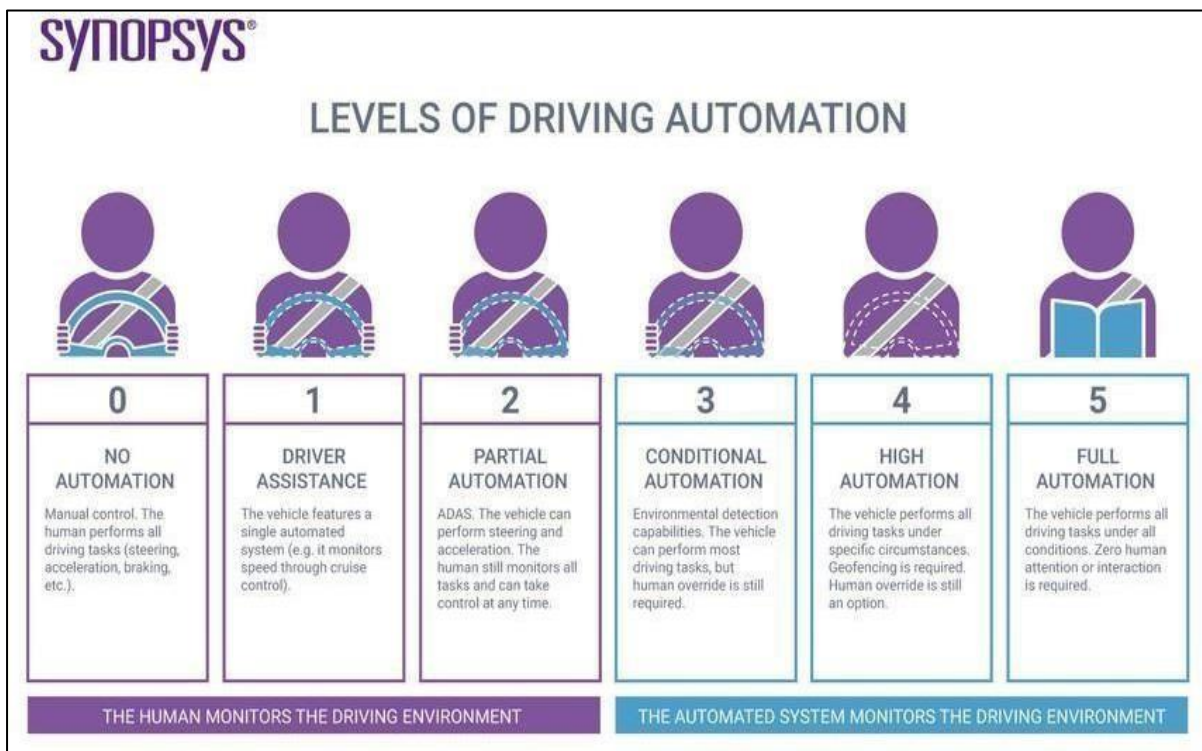 SYNOPSYS®
LEVELS OF DRIVING AUTOMATION
0
NO
AUTOMATION
Manual control. The
human performs all
driving tasks (steering,
acceleration, braking,
etc.).
1
DRIVER
ASSISTANCE
The vehicle features a
single automated
system (e.g. it monitors
speed through cruise
control).
2
PARTIAL
AUTOMATION
ADAS. The vehicle can
perform steering and
acceleration. The
human still monitors all
tasks and can take
control at any time.
3
CONDITIONAL
AUTOMATION
Environmental detection
capabilities. The vehicle
can perform most
driving tasks, but
human override is still
required.
4
HIGH
AUTOMATION
The vehicle performs all
driving tasks under
specific circumstances.
Geofencing is required.
Human override is still
an option.
5
FULL
AUTOMATION
The vehicle performs all
driving tasks under all
conditions. Zero human
attention or interaction
is required.
THE HUMAN MONITORS THE DRIVING ENVIRONMENT
THE AUTOMATED SYSTEM MONITORS THE DRIVING ENVIRONMENT